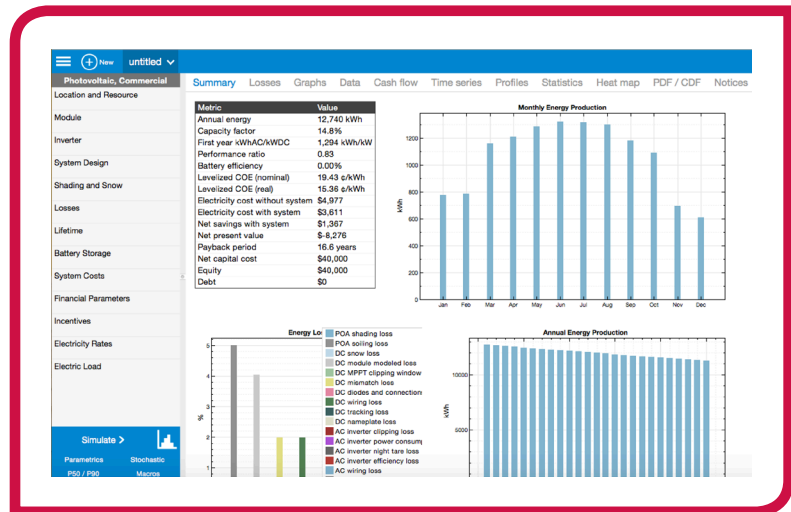 New untitled
Photovoltaic, Commercial
Location and Resource
Module
Inverter
System Design
Shading and Snow
Losses
Lifetime
Battery Storage
System Costs
Financial Parameters
Incentives
Electricity Rates
Electric Load
Simulate >
Parametrics Stochastic
P50 / P90 Macros
Summary Losses Graphs Data Cash flow Time series Profiles Statistics Heat map PDF / CDF Notices
Metric Value
Annual energy 12,740 kWh
Capacity factor 14.8%
First year kWhAC/kWDC 1,294 kWh/kW
Performance ratio 0.83
Battery efficiency 0.00%
Levelized COE (nominal) 19.43 ¢/kWh
Levelized COE (real) 15.36 ¢/kWh
Electricity cost without system $4,977
Electricity cost with system $3,611
Net savings with system $1,367
Net present value $-8,276
Payback period 16.6 years
Net capital cost $40,000
Equity $40,000
Debt $0
Monthly Energy Production
kWh
1200
1000
800
600
400
200
0
Jan Feb Mar Apr May Jun Jul Aug Sep Oct Nov Dec
Energy Lo
%
5
4
3
2
1
POA shading loss
POA soiling loss
DC snow loss
DC module modeled loss
DC MPPT clipping window
DC mismatch loss
DC diodes and connection
DC wiring loss
DC tracking loss
DC nameplate loss
AC inverter clipping loss
AC inverter power consump
AC inverter night tare loss
AC inverter efficiency loss
AC wiring loss
Annual Energy Production
kWh
10000
5000